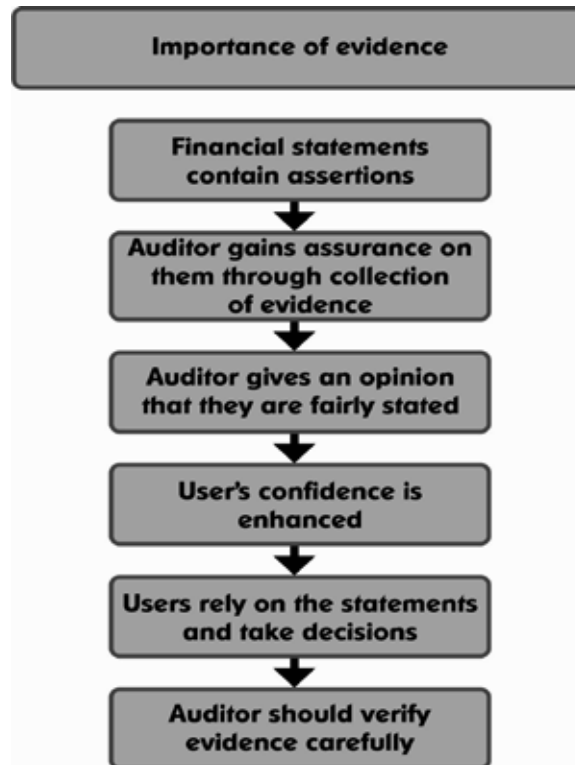 Importance of evidence
Financial statements
contain assertions
Auditor gains assurance on
them through collection
of evidence
Auditor gives an opinion
that they are fairly stated
User's confidence is
enhanced
Users rely on the statements
and take decisions
Auditor should verify
evidence carefully